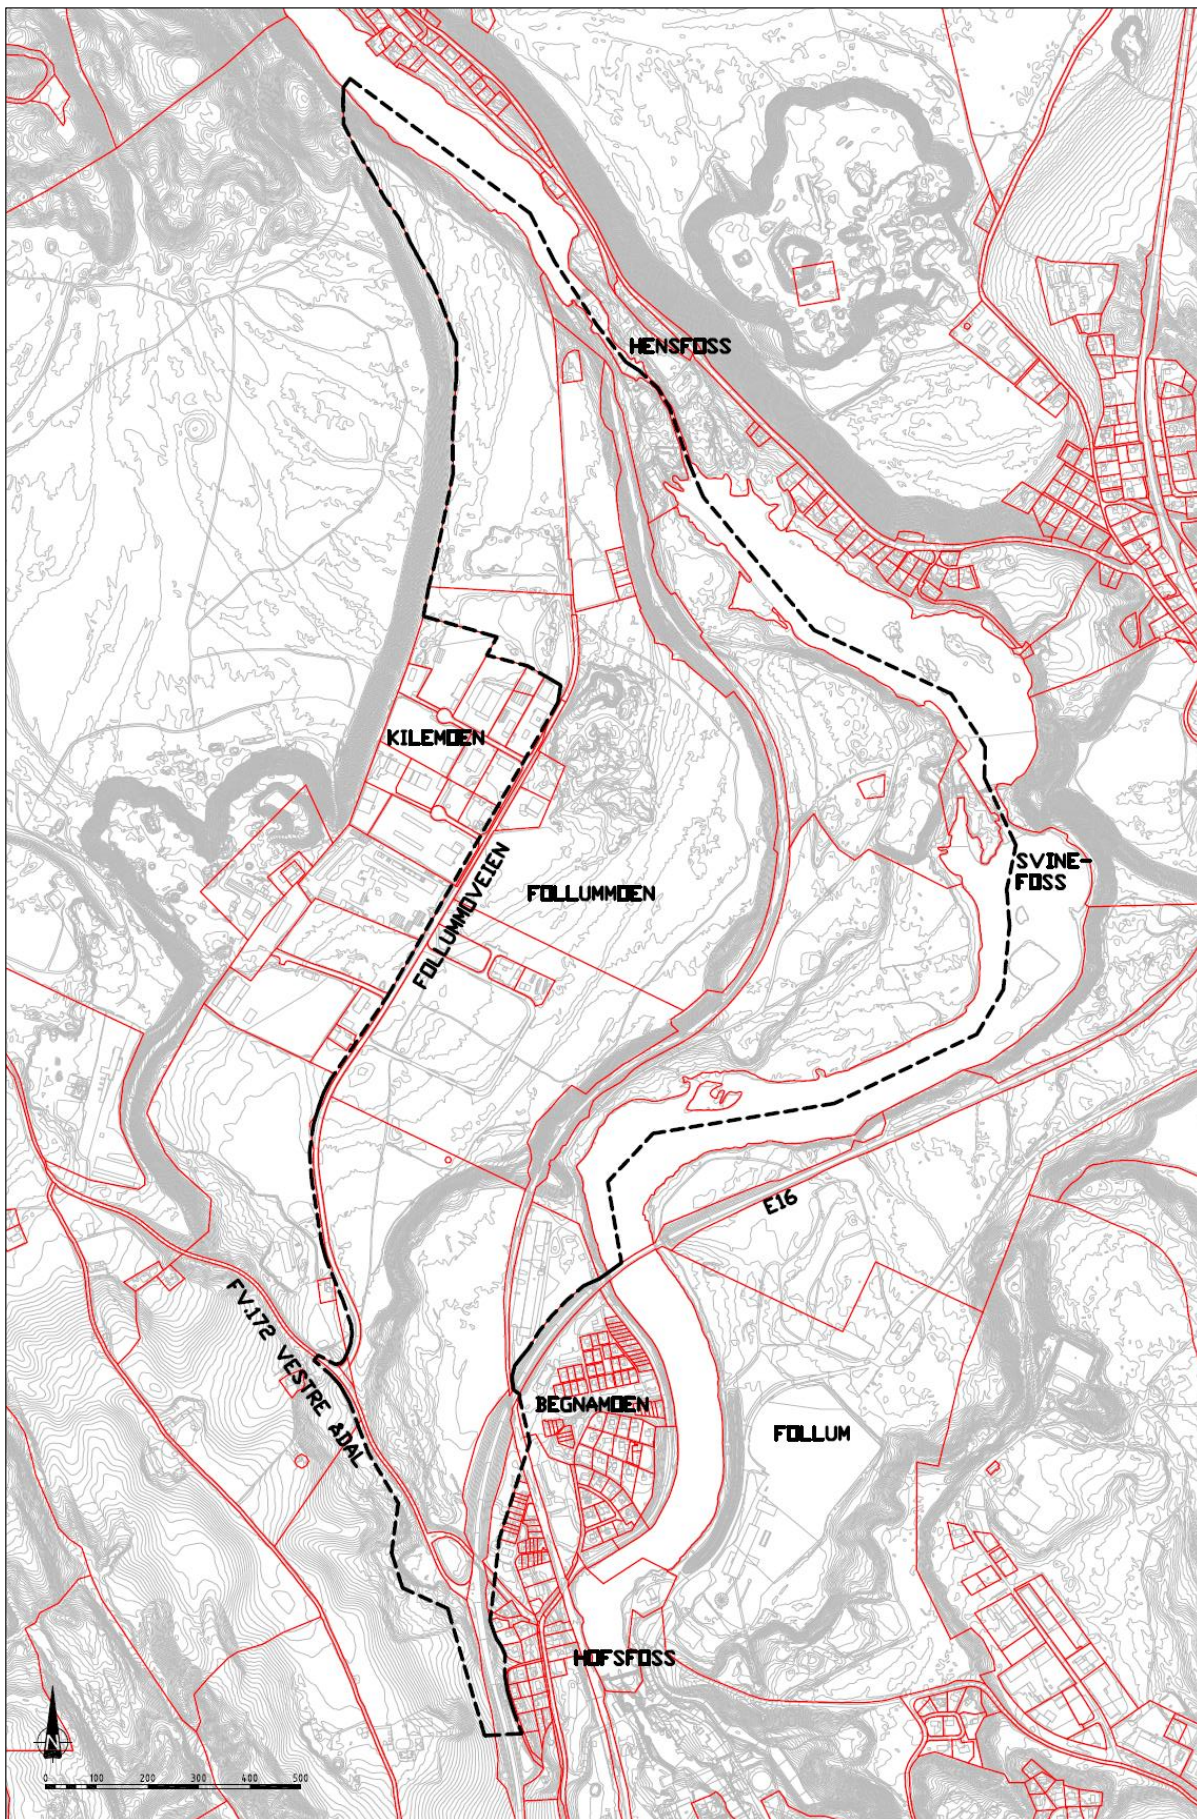 HENSFOSS
KILEMOEN
SVINE-
FOSS
FOLLUMMOEN
FOLLUMMOVEIEN
E16
FV.172 VESTRE ÅDAL
BEGNAMOEN
FOLLUM
HOFSFOSS
N
0 100 200 300 400 500